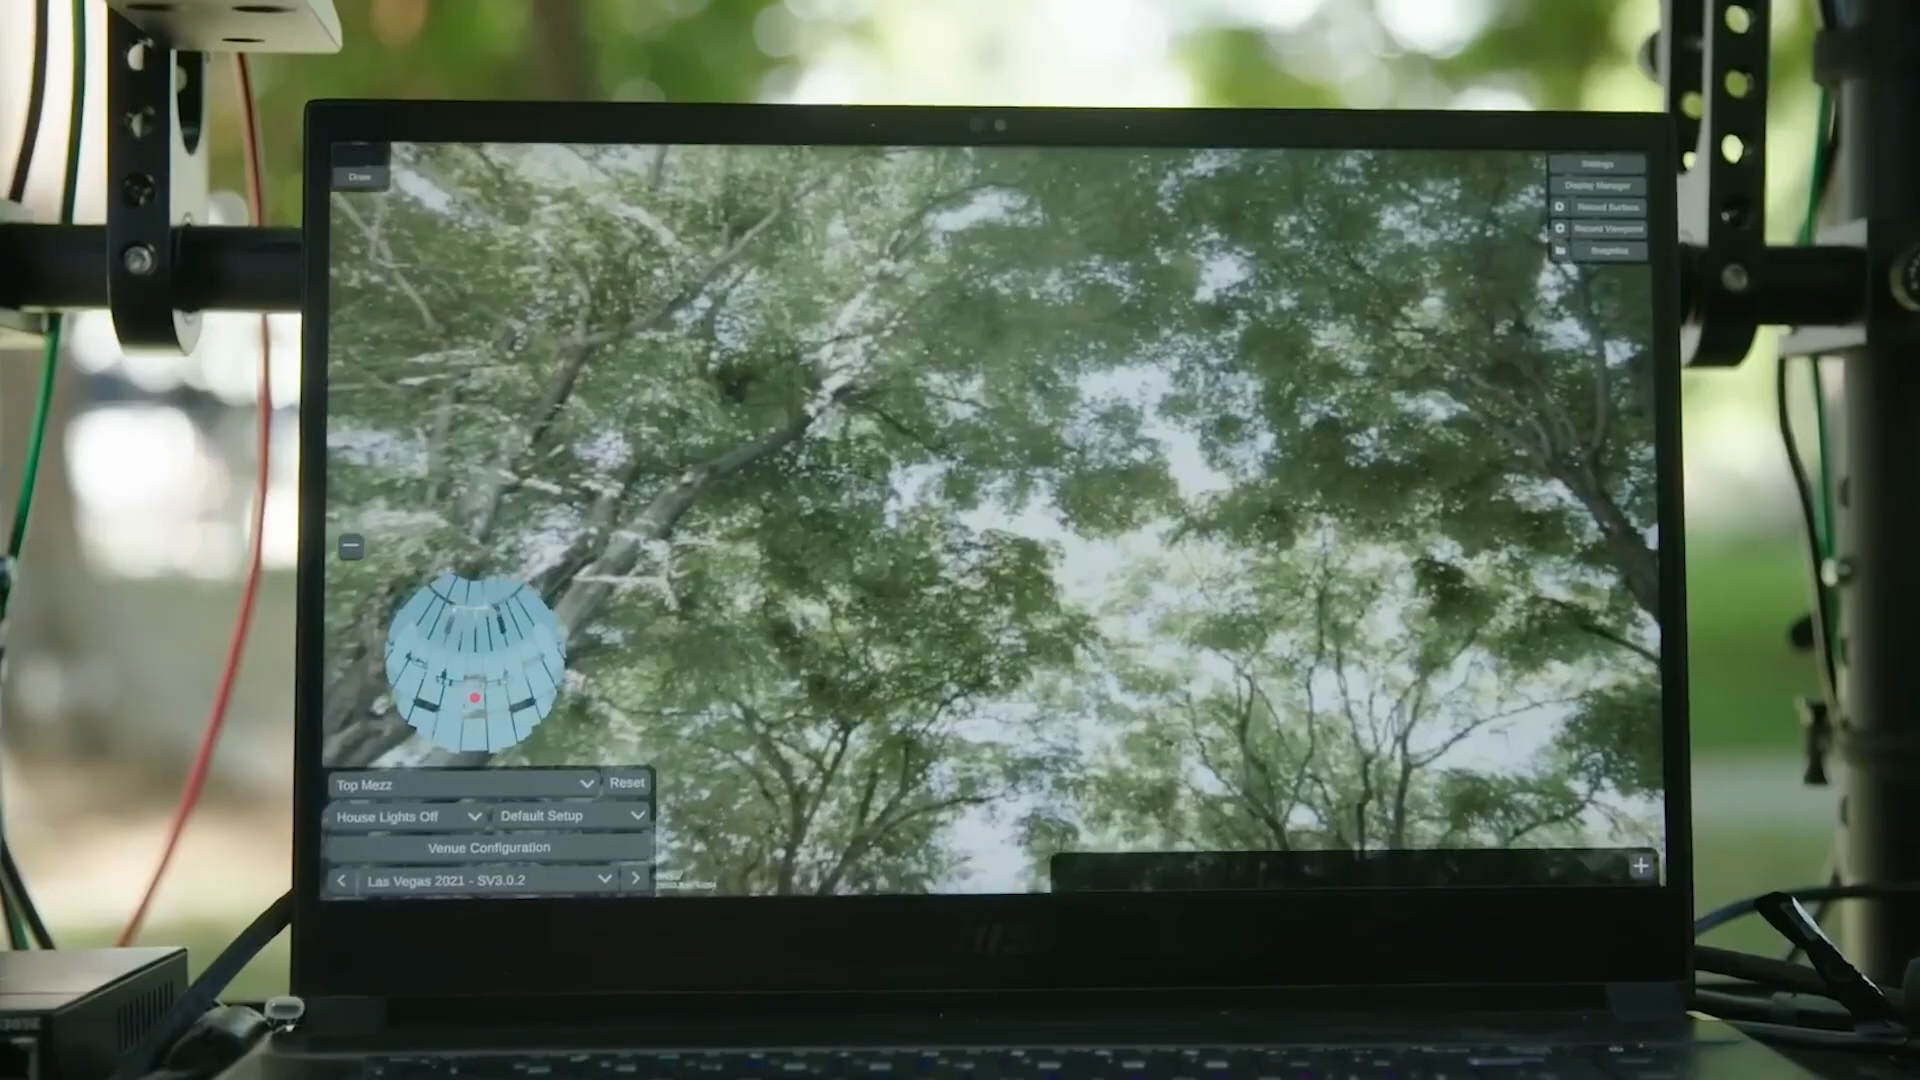 Done
Settings
Display Manager
Record Surface
Record Viewpoint
Snapshot
Top Mezz
Reset
House Lights Off
Default Setup
Venue Configuration
Las Vegas 2021 - SV3.0.2